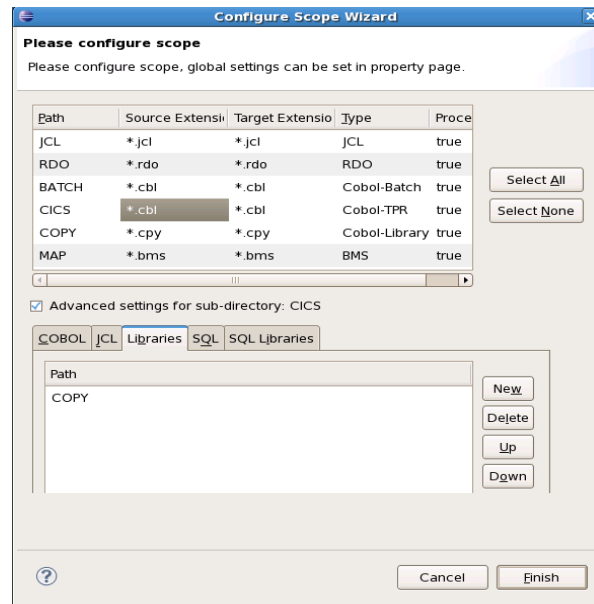 Configure Scope Wizard
Please configure scope
Please configure scope, global settings can be set in property page.
Path Source Extensi Target Extensio Type Proce
JCL *.jcl *.jcl JCL true
RDO *.rdo *.rdo RDO true
BATCH *.cbl *.cbl Cobol-Batch true
CICS *.cbl *.cbl Cobol-TPR true
COPY *.cpy *.cpy Cobol-Library true
MAP *.bms *.bms BMS true
Select All
Select None
Advanced settings for sub-directory: CICS
COBOL JCL Libraries SQL SQL Libraries
Path
COPY
New
Delete
Up
Down
? Cancel Finish